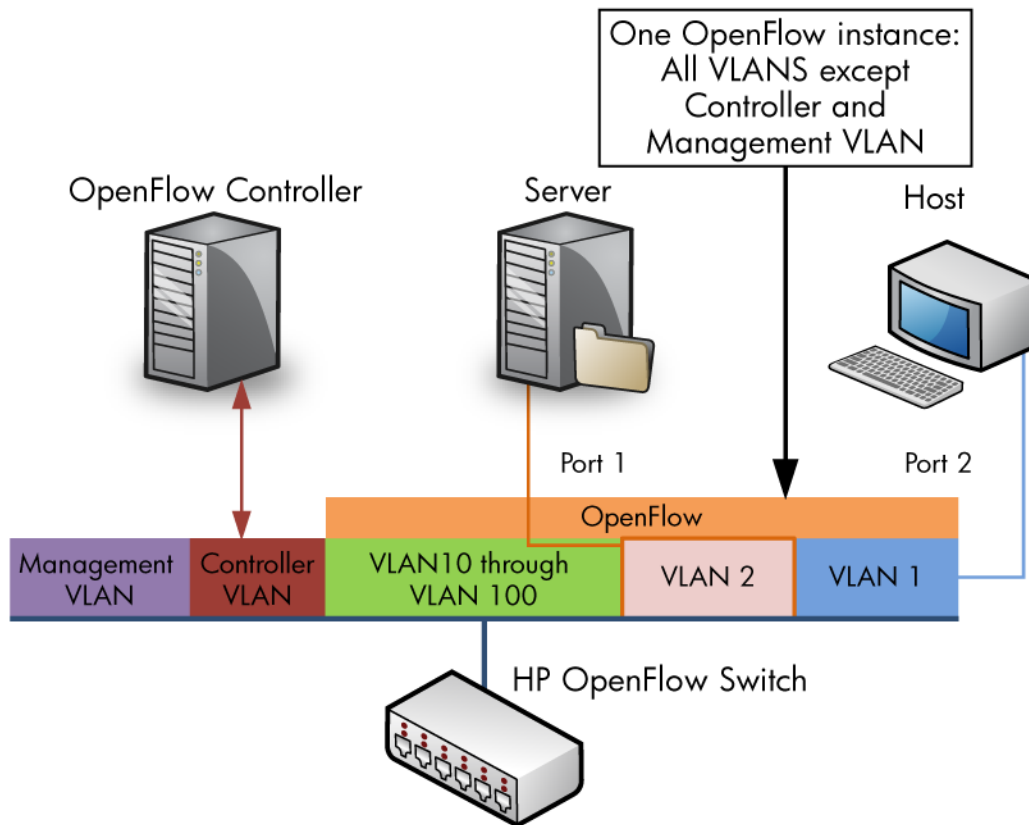 One OpenFlow instance:
All VLANS except
Controller and
Management VLAN
OpenFlow Controller
Server
Host
Port 1
Port 2
OpenFlow
Management
VLAN
Controller
VLAN
VLAN10 through
VLAN 100
VLAN 2
VLAN 1
HP OpenFlow Switch